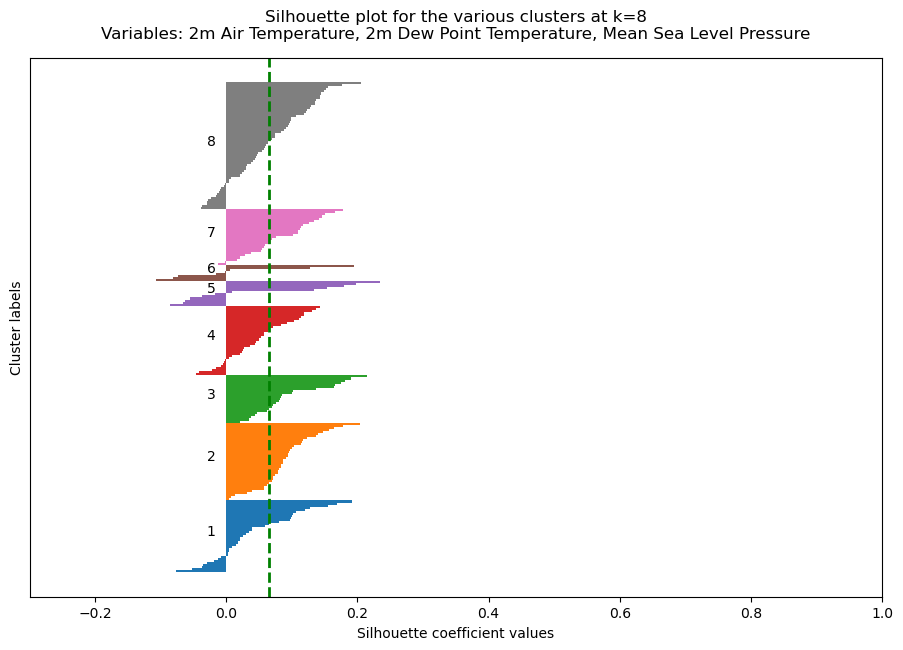 Silhouette plot for the various clusters at k=8
Variables: 2m Air Temperature, 2m Dew Point Temperature, Mean Sea Level Pressure
Cluster labels
8
7
6
5
4
3
2
1
−0.2 0.0 0.2 0.4 0.6 0.8 1.0
Silhouette coefficient values